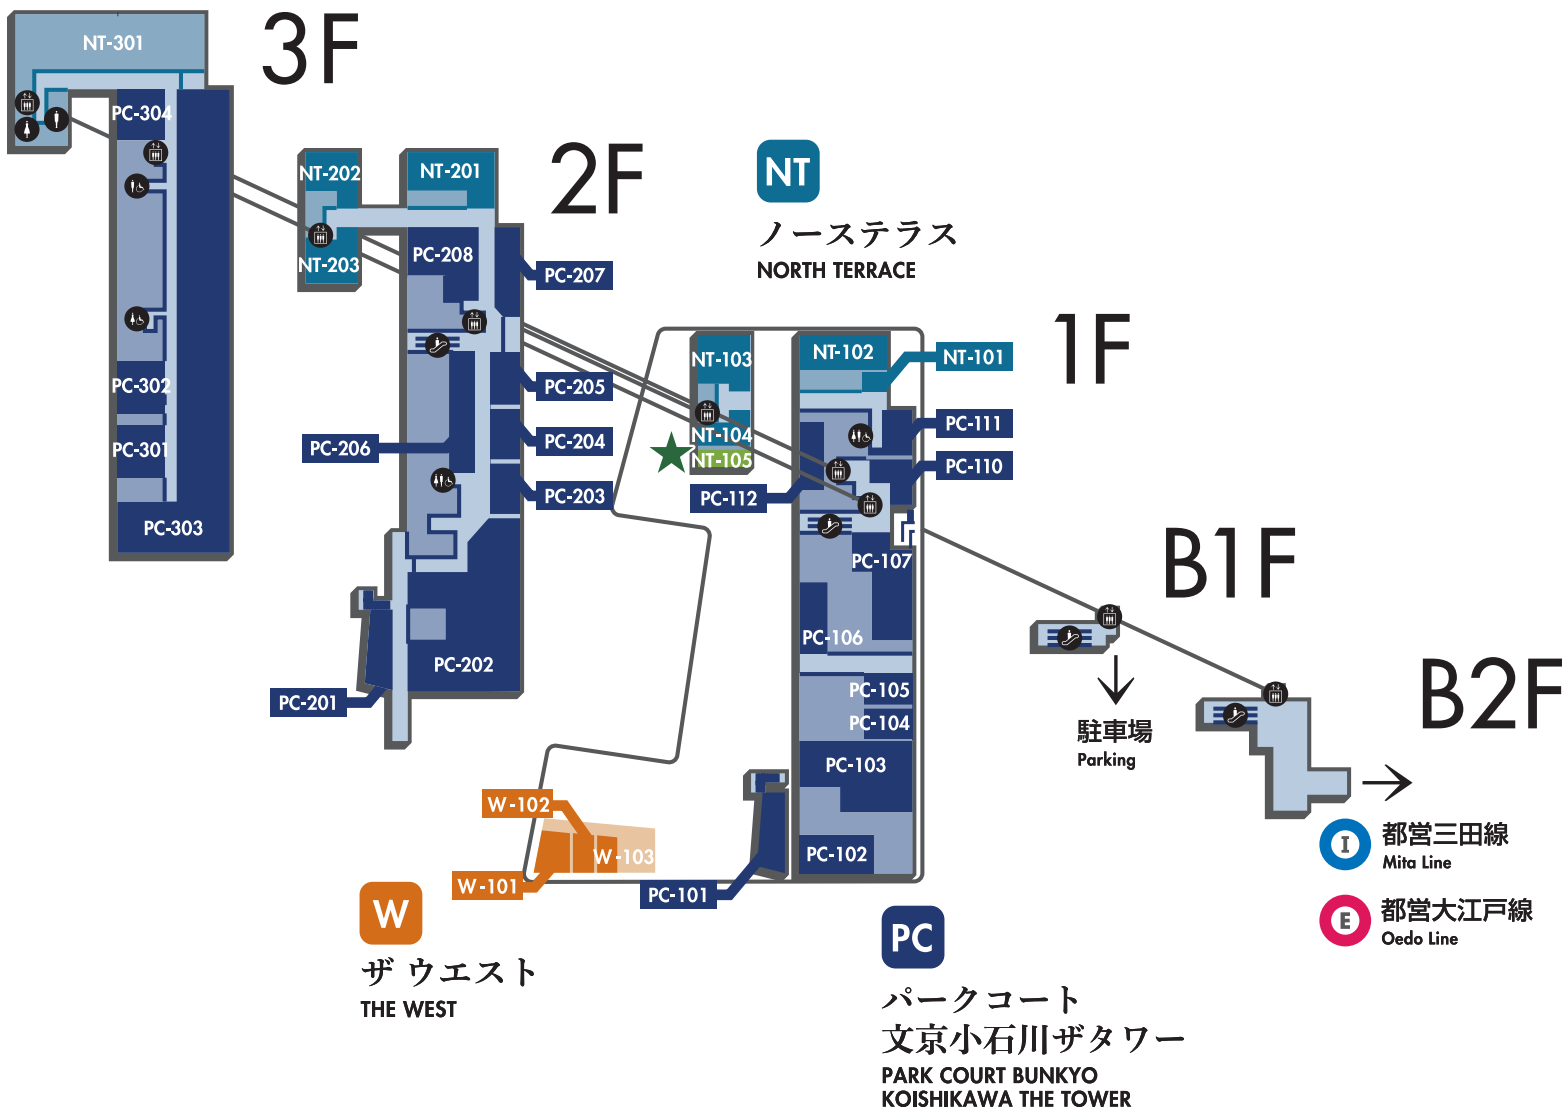 3F
NT-301
PC-304
PC-302
PC-301
PC-303
2F
NT-202
NT-201
NT-203
PC-208
PC-207
PC-205
PC-206
PC-204
PC-203
PC-202
PC-201
NT
ノーステラス
NORTH TERRACE
1F
NT-103
NT-102
NT-101
NT-104
NT-105
PC-111
PC-110
PC-112
PC-107
PC-106
PC-105
PC-104
PC-103
PC-102
PC-101
W-102
W-103
W-101
W
ザ ウエスト
THE WEST
PC
パークコート
文京小石川ザタワー
PARK COURT BUNKYO
KOISHIKAWA THE TOWER
B1F
駐車場
Parking
B2F
I
都営三田線
Mita Line
E
都営大江戸線
Oedo Line